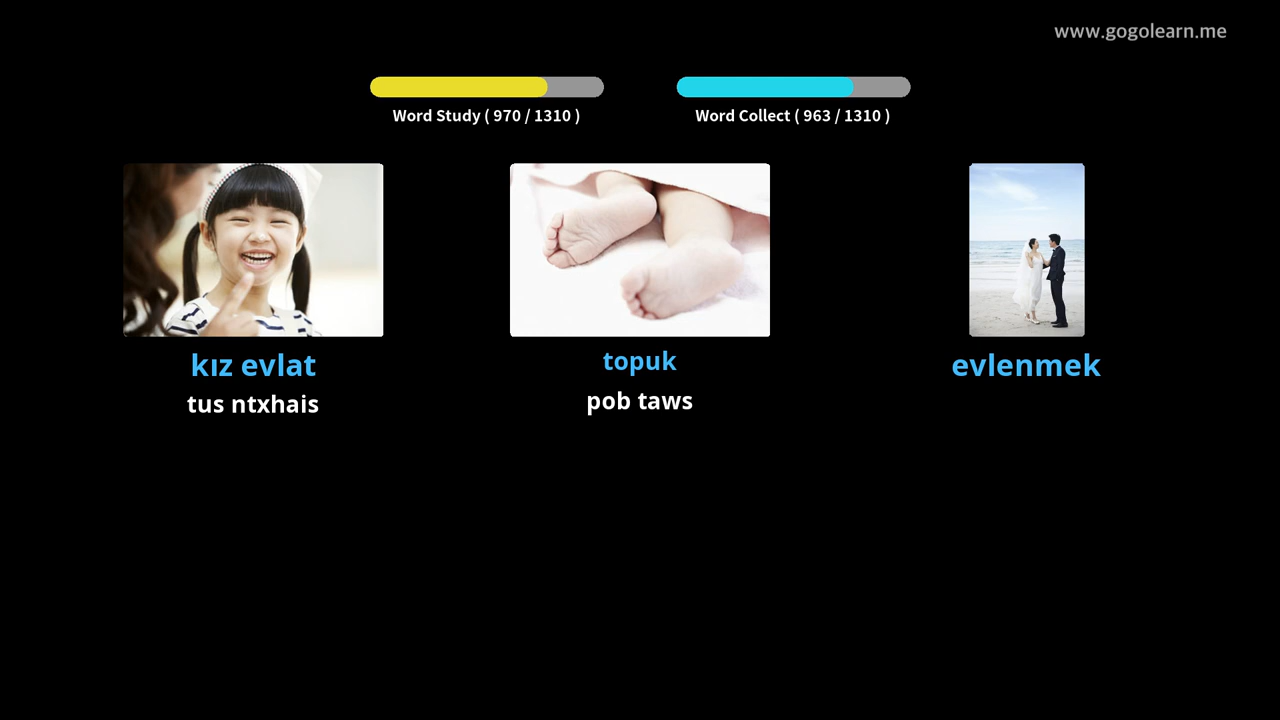 www.gogolearn.me
Word Study ( 970 / 1310 )
Word Collect ( 963 / 1310 )
kız evlat
tus ntxhais
topuk
pob taws
evlenmek